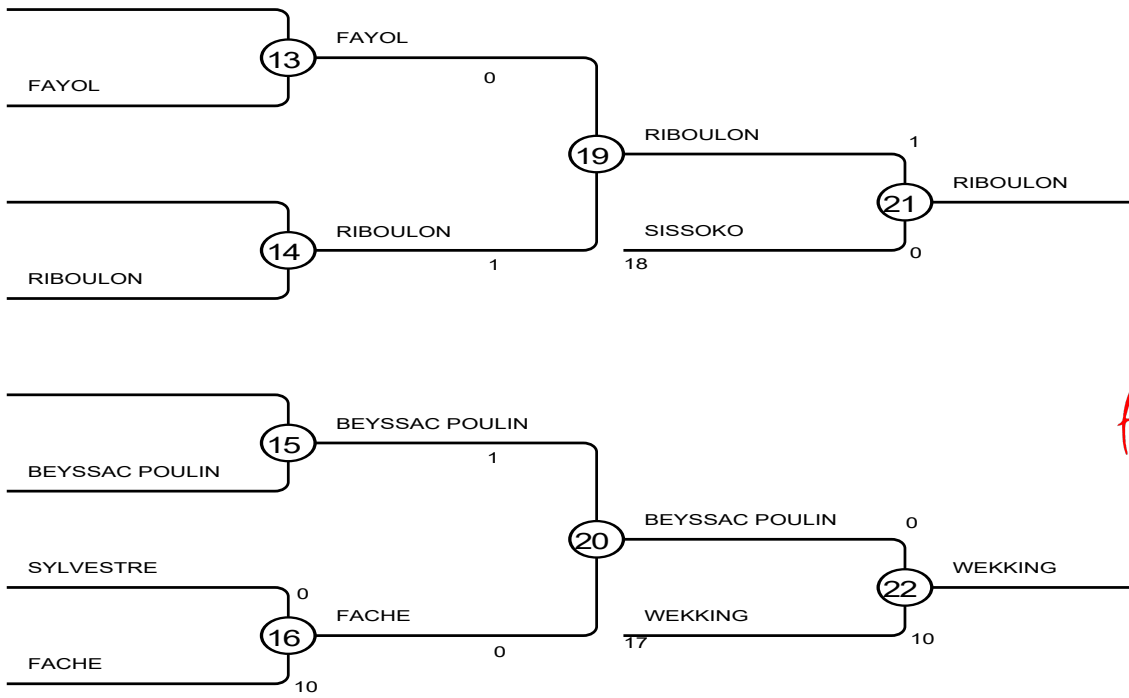 FAYOL
13
0
FAYOL
RIBOULON
1
19
RIBOULON
21
SISSOKO
RIBOULON
14
0
18
1
RIBOULON
BEYSSAC POULIN
15
1
BEYSSAC POULIN
BEYSSAC POULIN
0
20
SYLVESTRE
WEKKING
0
22
FACHE
WEKKING
16
17
10
0
FACHE
10